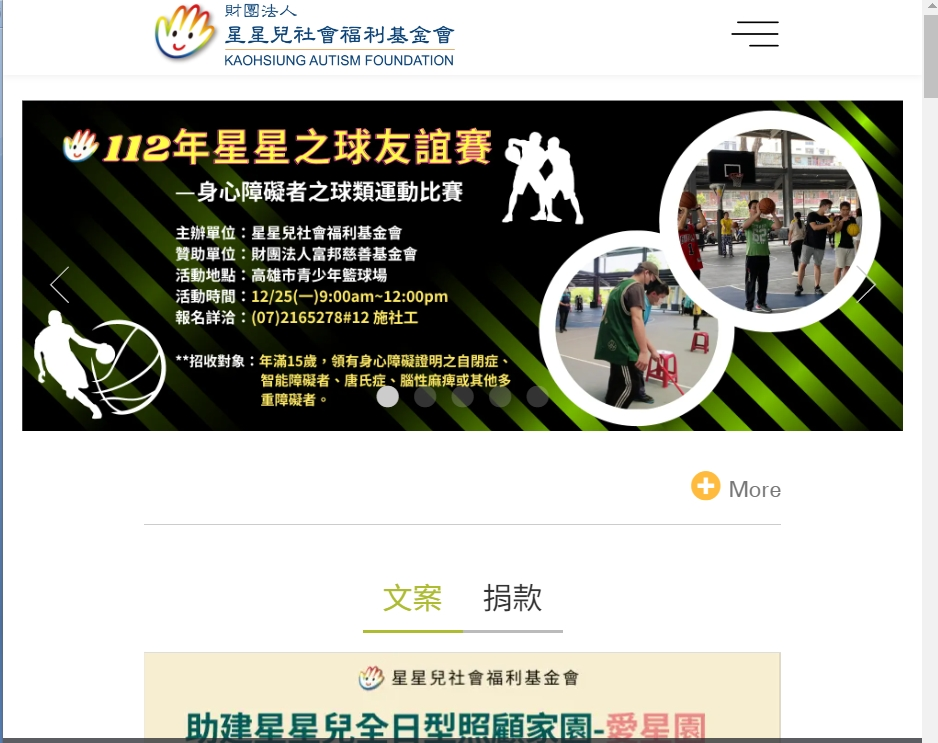 財團法人
星星兒社會福利基金會
KAOHSIUNG AUTISM FOUNDATION
112年星星之球友誼賽
—身心障礙者之球類運動比賽
主辦單位：星星兒社會福利基金會
贊助單位：財團法人富邦慈善基金會
活動地點：高雄市青少年籃球場
活動時間：12/25(一)9:00am~12:00pm
報名詳洽：(07)2165278#12 施社工
**招收對象：年滿15歲，領有身心障礙證明之自閉症、
智能障礙者、唐氏症、腦性麻痺或其他多
重障礙者。
More
文案 捐款
星星兒社會福利基金會
助建星星兒全日型照顧家園-愛星園